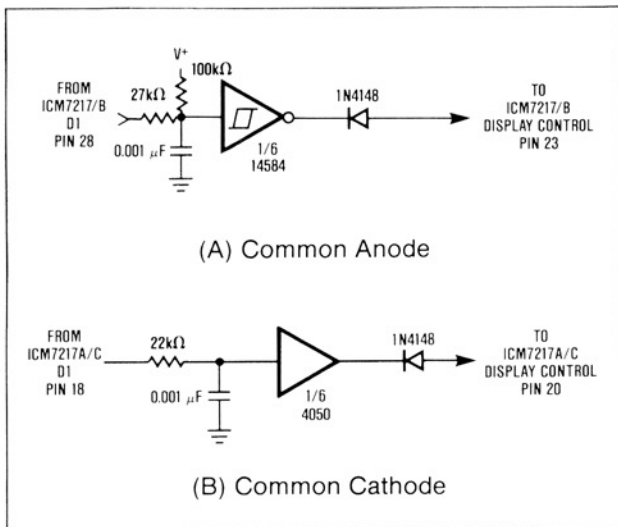 V+
100kΩ
FROM
ICM7217/B
D1
PIN 28
27kΩ
0.001 μF
1/6
14584
1N4148
TO
ICM7217/B
DISPLAY CONTROL
PIN 23
(A) Common Anode
FROM
ICM7217A/C
D1
PIN 18
22kΩ
0.001 μF
1/6
4050
1N4148
TO
ICM7217A/C
DISPLAY CONTROL
PIN 20
(B) Common Cathode